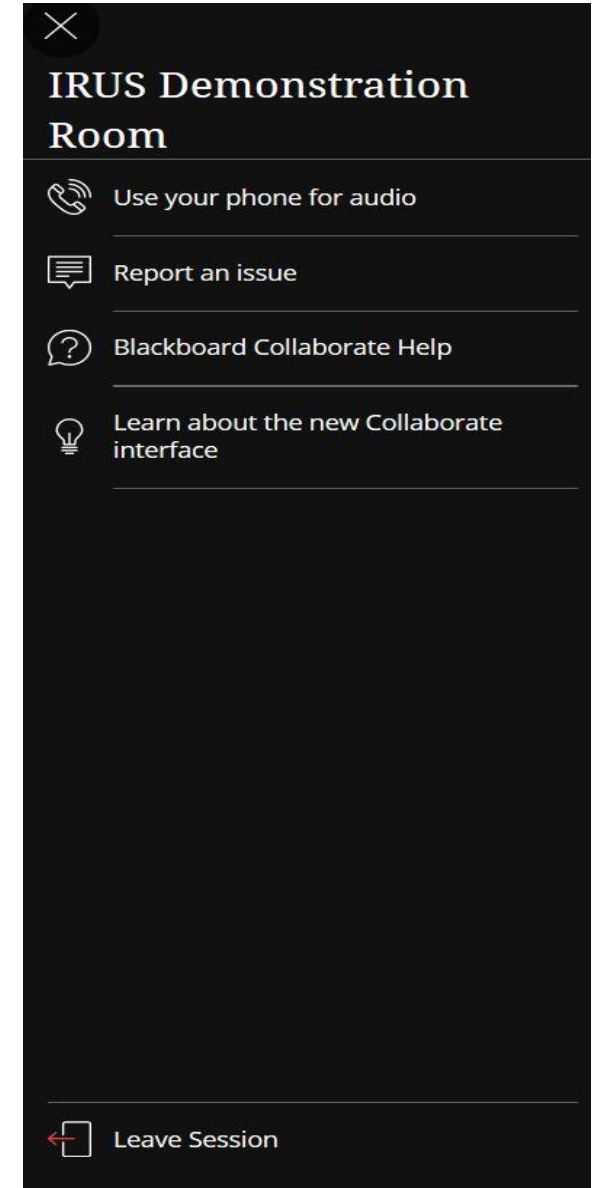 IRUS Demonstration
Room
Use your phone for audio
Report an issue
Blackboard Collaborate Help
Learn about the new Collaborate
interface
Leave Session